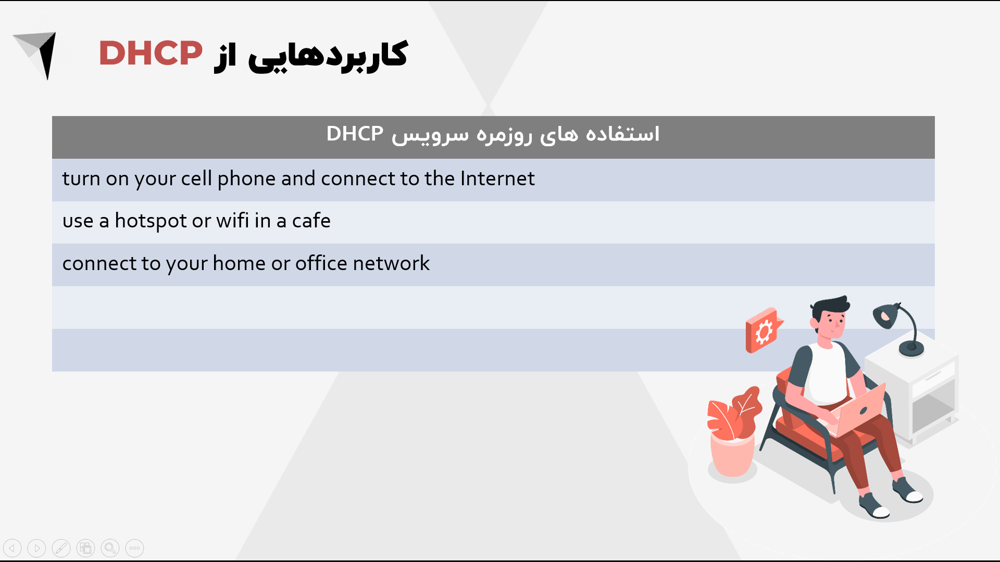 کاربردهایی از DHCP
استفاده های روزمره سرویس DHCP
turn on your cell phone and connect to the Internet
use a hotspot or wifi in a cafe
connect to your home or office network